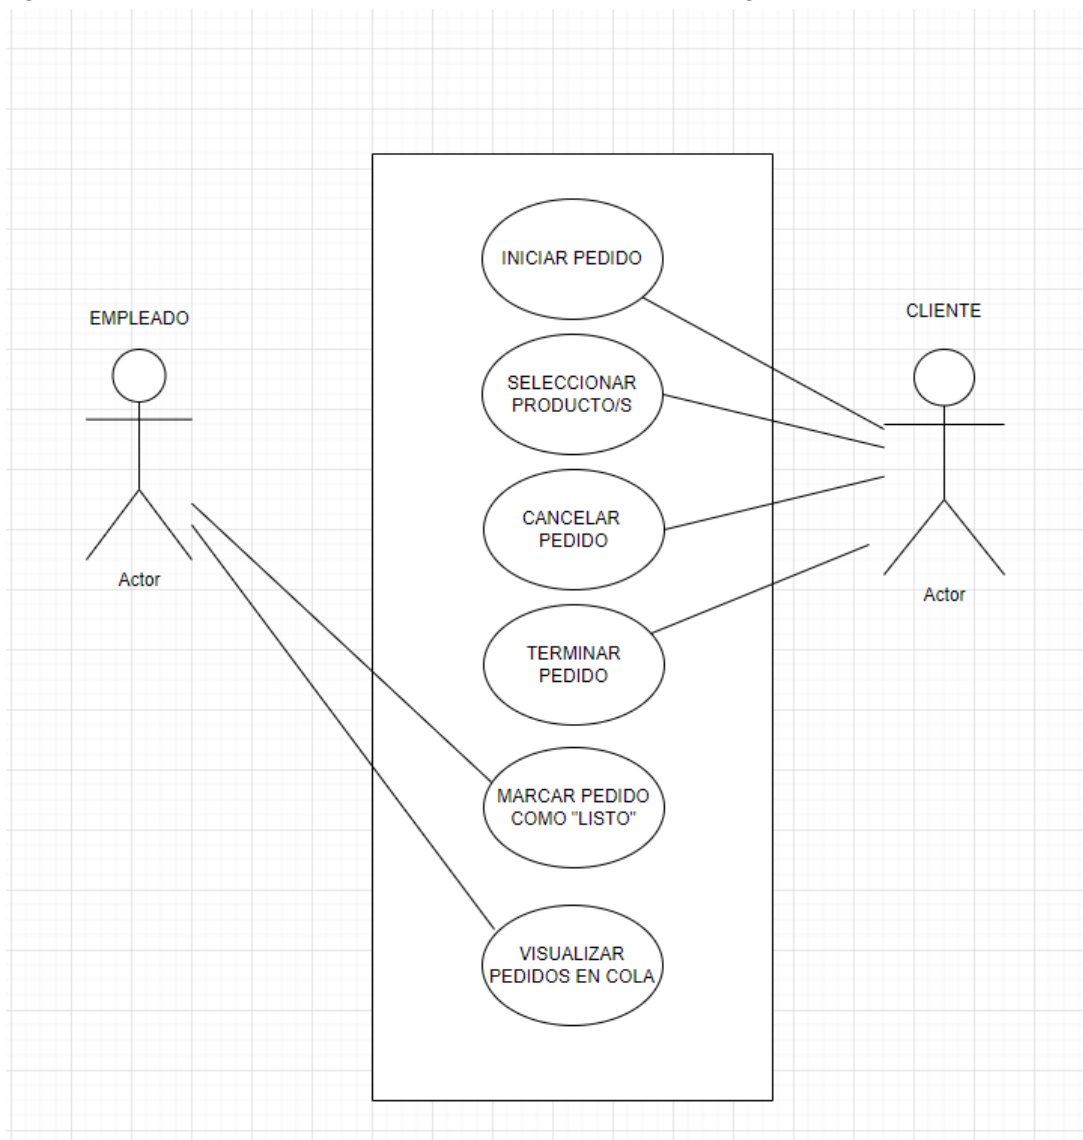 INICIAR PEDIDO
EMPLEADO
CLIENTE
SELECCIONAR
PRODUCTO/S
CANCELAR
PEDIDO
Actor
Actor
TERMINAR
PEDIDO
MARCAR PEDIDO
COMO "LISTO"
VISUALIZAR
PEDIDOS EN COLA